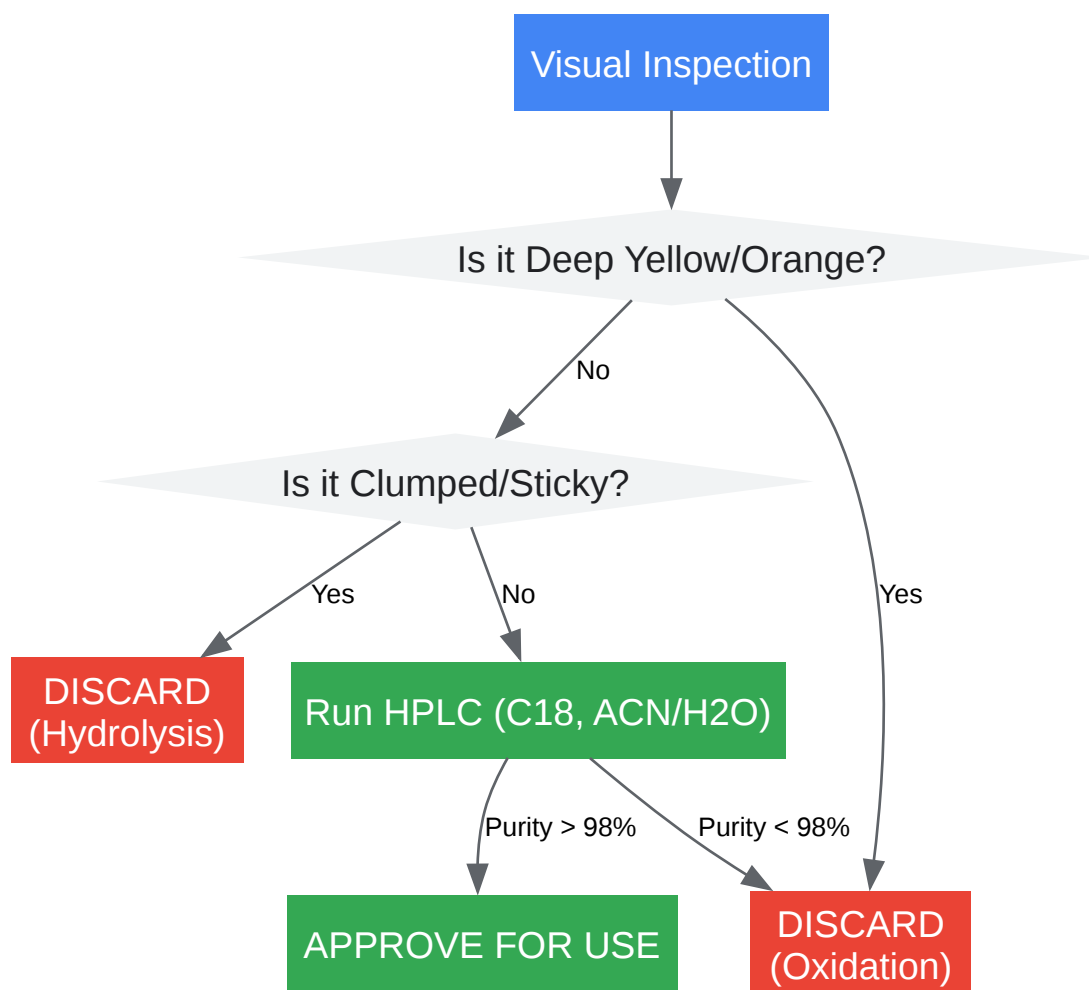 Visual Inspection
Is it Deep Yellow/Orange?
No
Is it Clumped/Sticky?
Yes
No
Yes
DISCARD
(Hydrolysis)
Run HPLC (C18, ACN/H2O)
Purity > 98%
Purity < 98%
APPROVE FOR USE
DISCARD
(Oxidation)